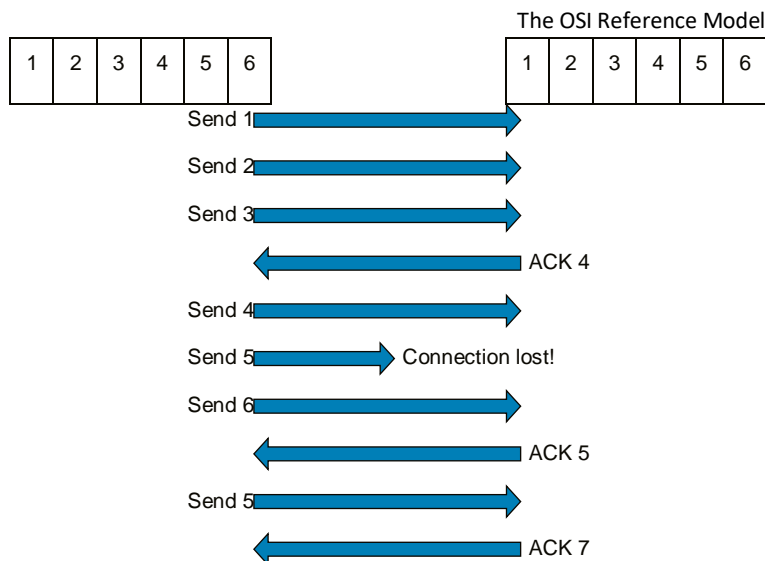 The OSI Reference Model
1 2 3 4 5 6 1 2 3 4 5 6
Send 1
Send 2
Send 3
ACK 4
Send 4
Send 5 Connection lost!
Send 6
ACK 5
Send 5
ACK 7